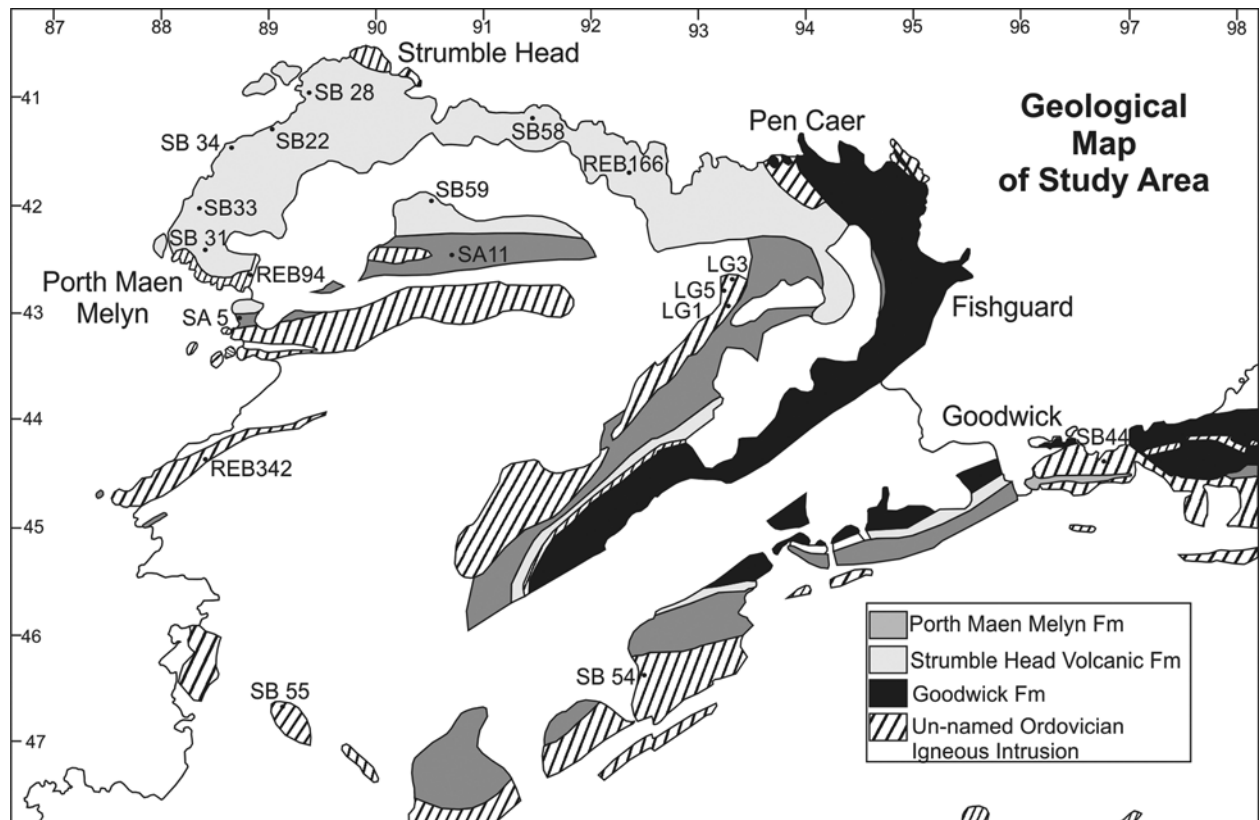 87 88 89 90 91 92 93 94 95 96 97 98
41
42
43
44
45
46
47
Strumble Head
SB 28
SB22
SB 34
SB58
Pen Caer
REB166
Geological
Map
of Study Area
SB59
SB33
SB 31
SA11
REB94
Porth Maen
Melyn
LG3
LG5
LG1
Fishguard
SA 5
Goodwick
SB44
REB342
SB 54
SB 55
Porth Maen Melyn Fm
Strumble Head Volcanic Fm
Goodwick Fm
Un-named Ordovician
Igneous Intrusion